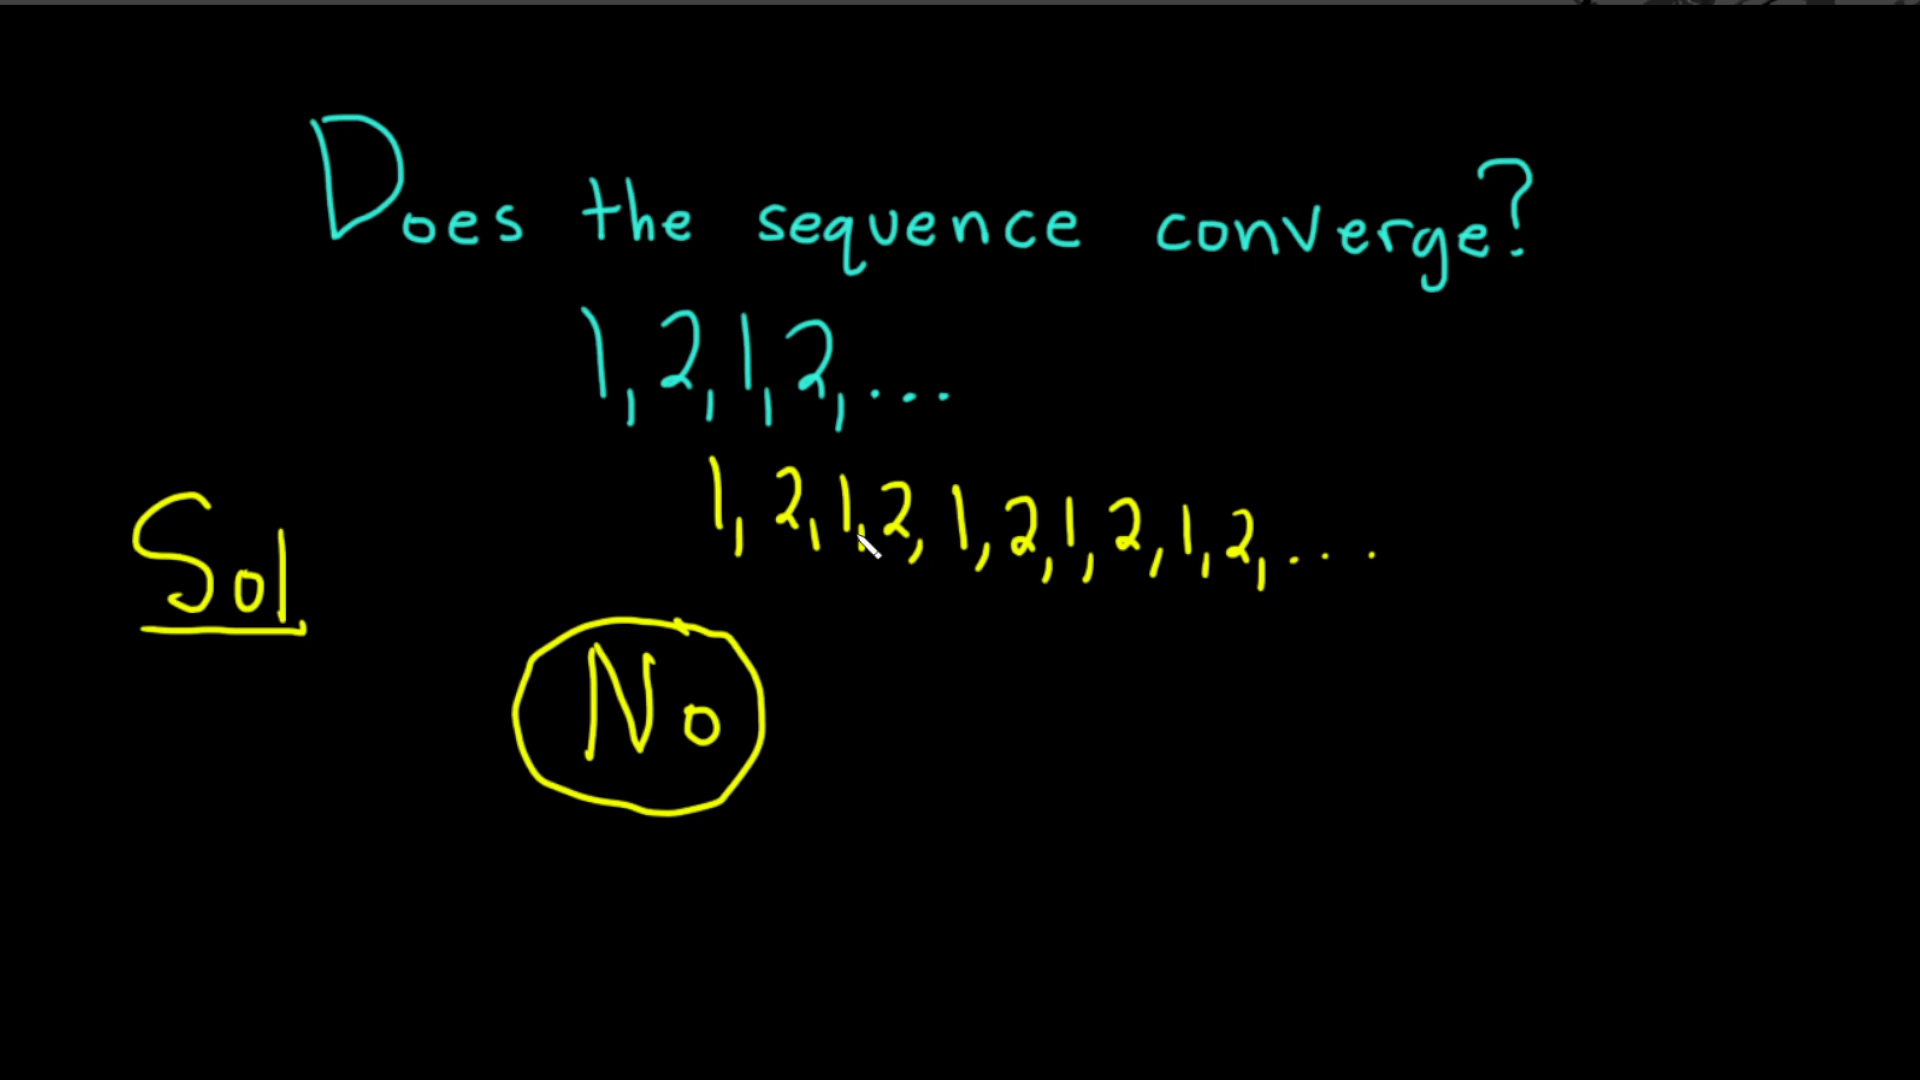 Does the sequence converge?
1, 2, 1, 2, ...
1, 2, 1, 2, 1, 2, 1, 2, 1, 2, ...
Sol
No